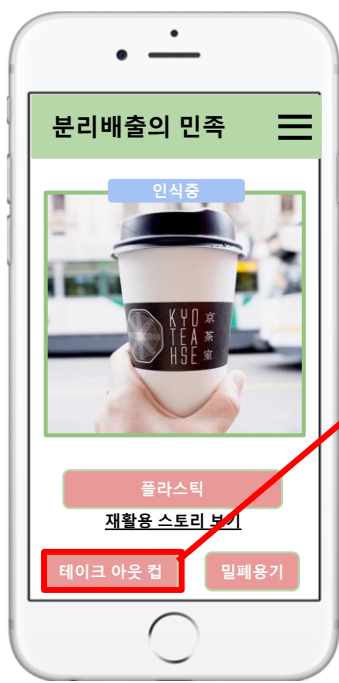 분리배출의 민족
인식중
KYO 京
TEA 茶
HSE 室
플라스틱
재활용 스토리 보기
테이크 아웃 컵
밀폐용기